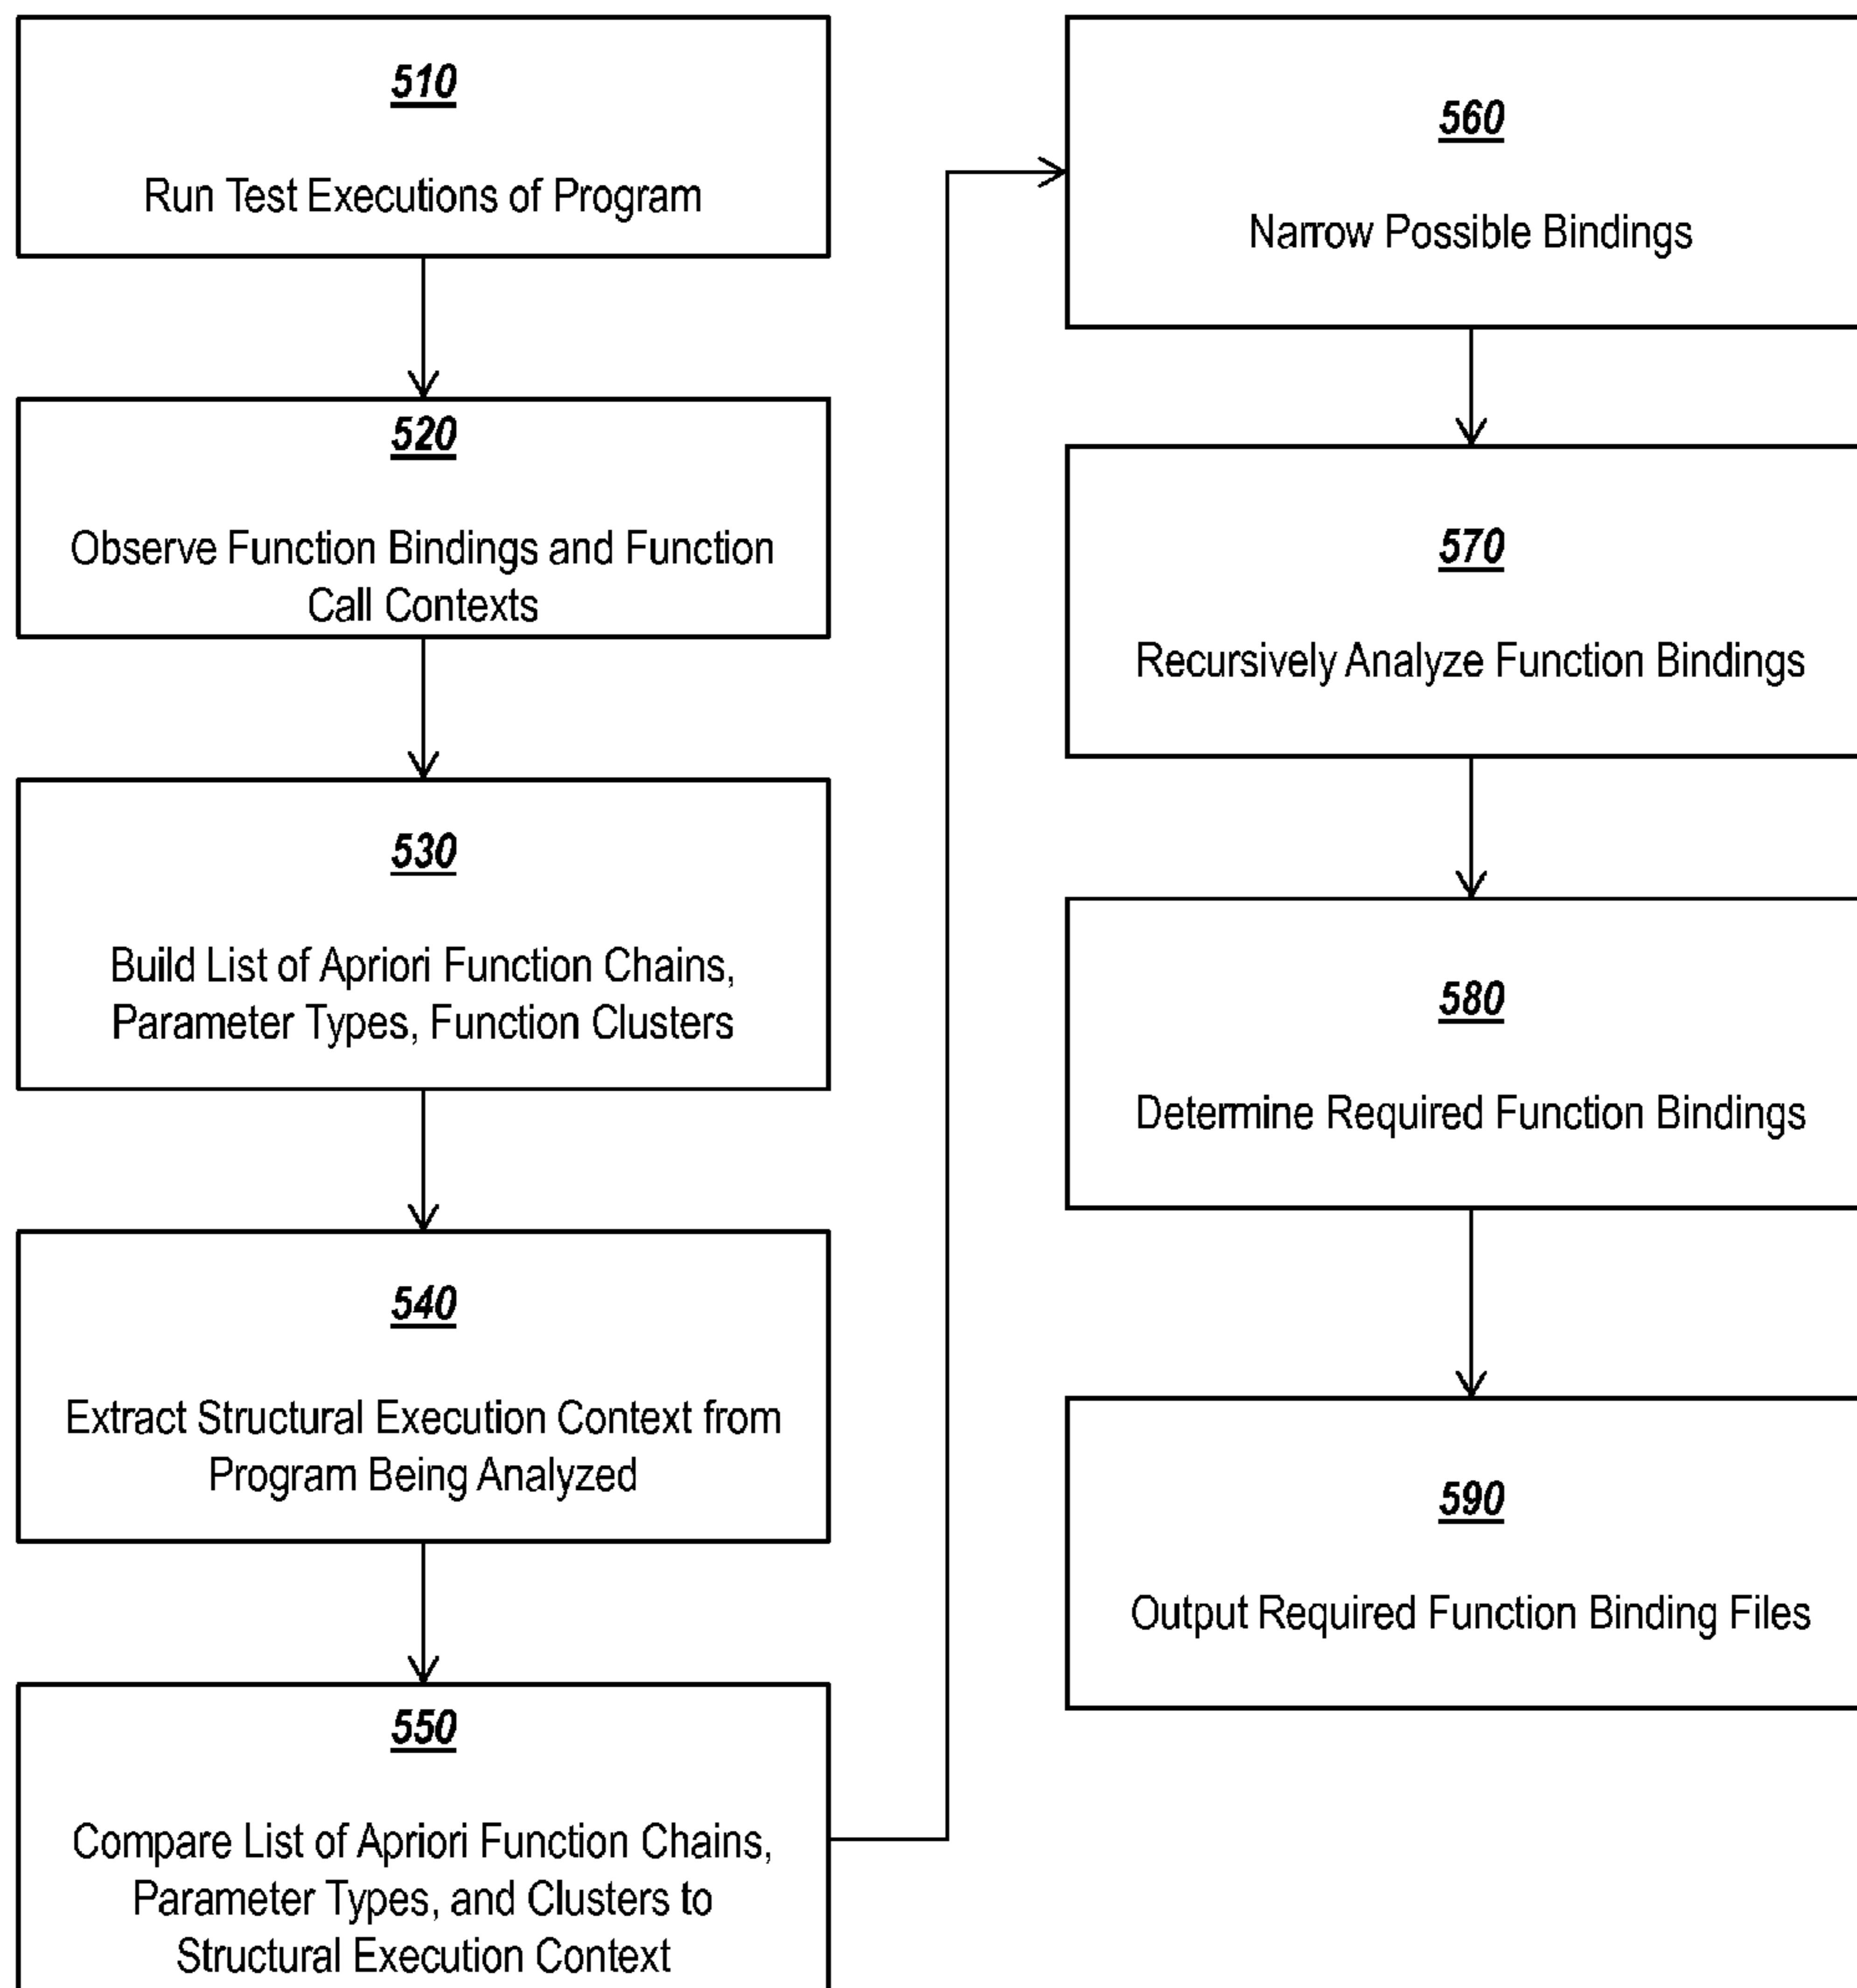 510
Run Test Executions of Program
520
Observe Function Bindings and Function
Call Contexts
530
Build List of Apriori Function Chains,
Parameter Types, Function Clusters
540
Extract Structural Execution Context from
Program Being Analyzed
550
Compare List of Apriori Function Chains,
Parameter Types, and Clusters to
Structural Execution Context
560
Narrow Possible Bindings
570
Recursively Analyze Function Bindings
580
Determine Required Function Bindings
590
Output Required Function Binding Files